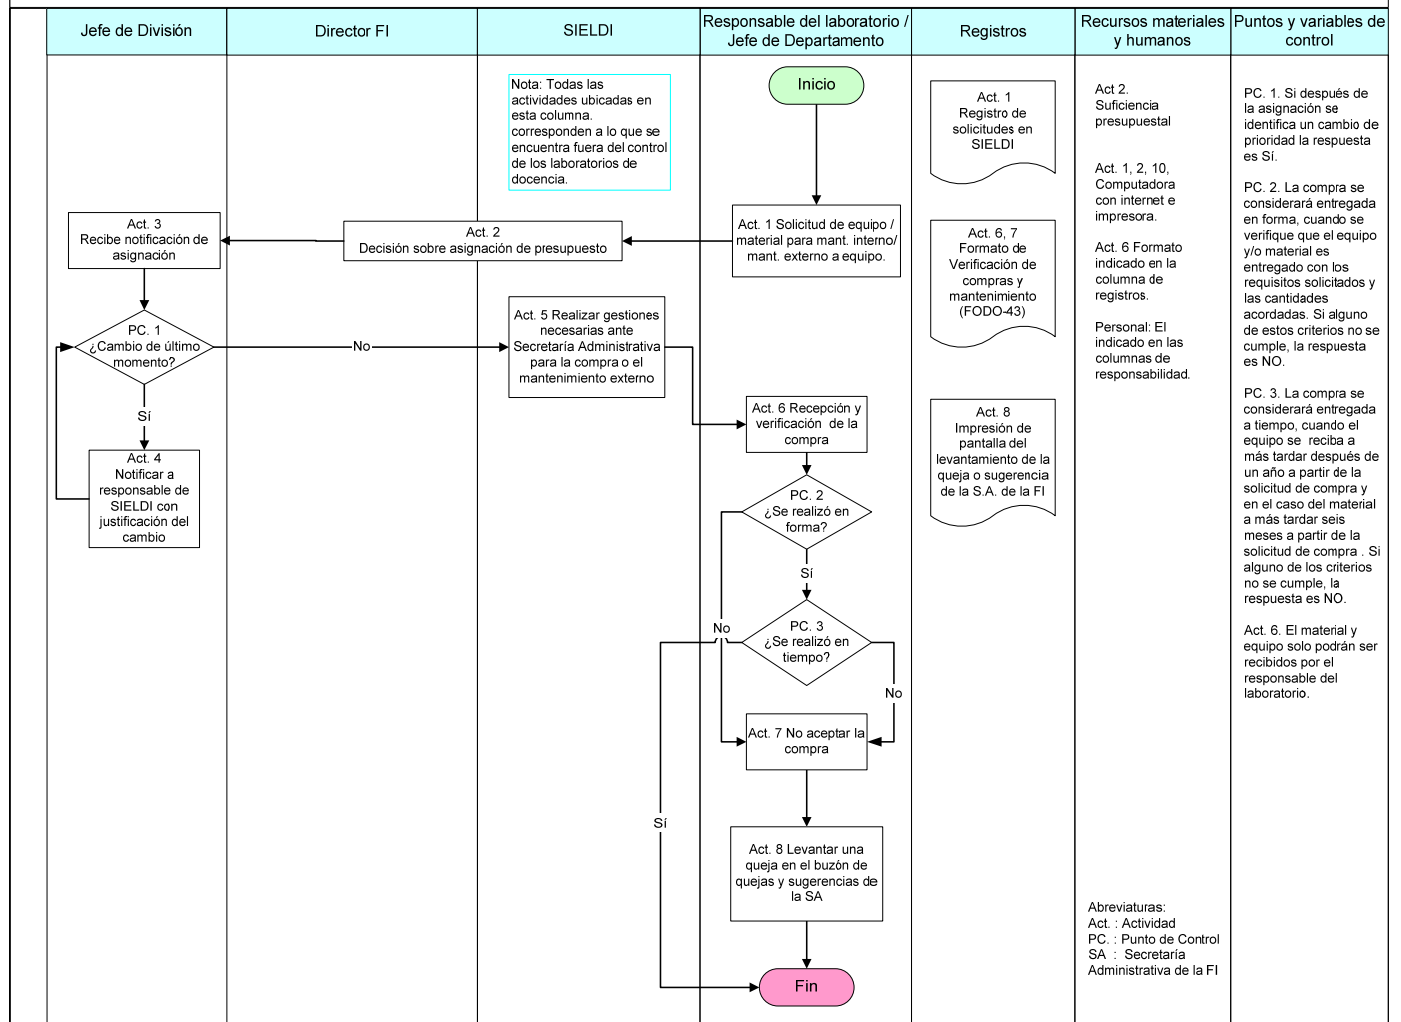 Jefe de División
Director FI
SIELDI
Responsable del laboratorio /
Jefe de Departamento
Registros
Recursos materiales
y humanos
Puntos y variables de
control
Nota: Todas las
actividades ubicadas en
esta columna.
corresponden a lo que se
encuentra fuera del control
de los laboratorios de
docencia.
Inicio
Act. 1 Solicitud de equipo /
material para mant. interno/
mant. externo a equipo.
Act. 2
Decisión sobre asignación de presupuesto
Act. 3
Recibe notificación de
asignación
PC. 1
¿Cambio de último
momento?
No
Sí
Act. 4
Notificar a
responsable de
SIELDI con
justificación del
cambio
Act. 5 Realizar gestiones
necesarias ante
Secretaría Administrativa
para la compra o el
mantenimiento externo
Act. 6 Recepción y
verificación de la
compra
PC. 2
¿Se realizó en
forma?
Sí
No
PC. 3
¿Se realizó en
tiempo?
No
Sí
Act. 7 No aceptar la
compra
Act. 8 Levantar una
queja en el buzón de
quejas y sugerencias de
la SA
Fin
Act. 1
Registro de
solicitudes en
SIELDI
Act. 6, 7
Formato de
Verificación de
compras y
mantenimiento
(FODO-43)
Act. 8
Impresión de
pantalla del
levantamiento de la
queja o sugerencia
de la S.A. de la FI
Act 2.
Suficiencia
presupuestal
Act. 1, 2, 10,
Computadora
con internet e
impresora.
Act. 6 Formato
indicado en la
columna de
registros.
Personal: El
indicado en las
columnas de
responsabilidad.
Abreviaturas:
Act. : Actividad
PC. : Punto de Control
SA : Secretaría
Administrativa de la FI
PC. 1. Si después de
la asignación se
identifica un cambio de
prioridad la respuesta
es Sí.
PC. 2. La compra se
considerará entregada
en forma, cuando se
verifique que el equipo
y/o material es
entregado con los
requisitos solicitados y
las cantidades
acordadas. Si alguno
de estos criterios no se
cumple, la respuesta
es NO.
PC. 3. La compra se
considerará entregada
a tiempo, cuando el
equipo se reciba a
más tardar después de
un año a partir de la
solicitud de compra y
en el caso del material
a más tardar seis
meses a partir de la
solicitud de compra . Si
alguno de los criterios
no se cumple, la
respuesta es NO.
Act. 6. El material y
equipo solo podrán ser
recibidos por el
responsable del
laboratorio.